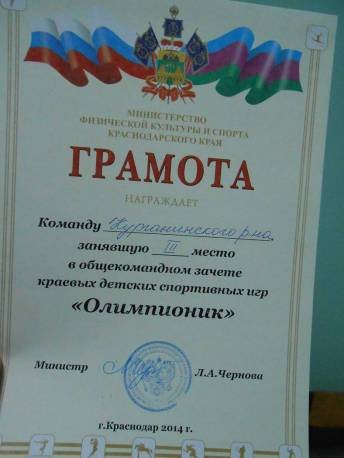 МИНИСТЕРСТВО
ФИЗИЧЕСКОЙ КУЛЬТУРЫ И СПОРТА
КРАСНОДАРСКОГО КРАЯ
ГРАМОТА
НАГРАЖДАЕТ
Команду Курганинского р-на,
занявшую III место
в общекомандном зачете
краевых детских спортивных игр
«Олимпионик»
Министр Л.А.Чернова
г.Краснодар 2014 г.